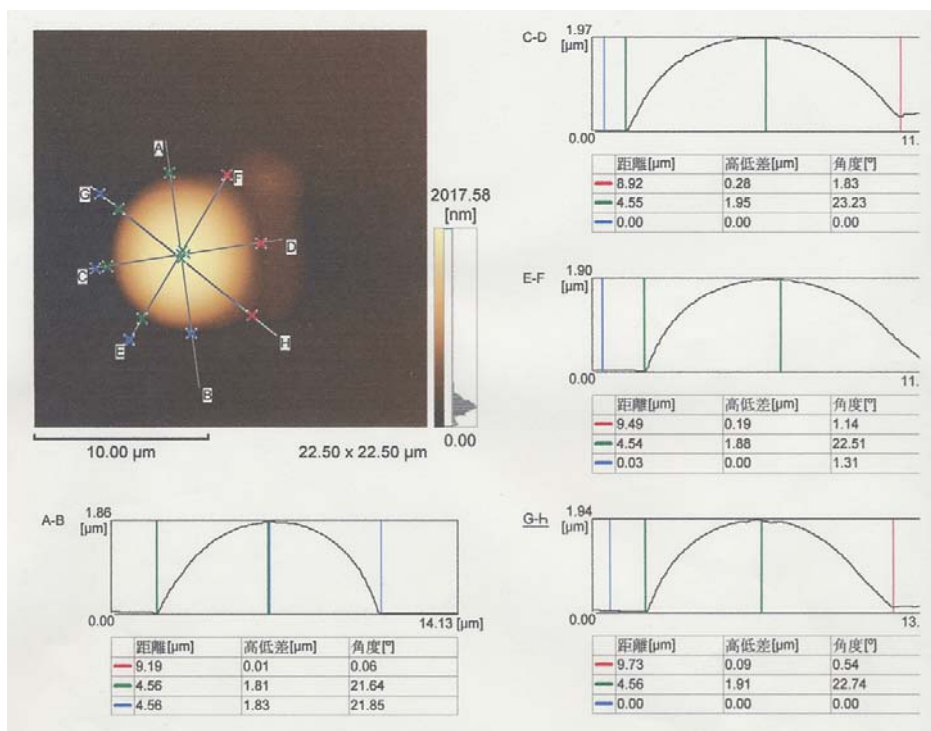 C-D
1.97
[μm]
0.00
11.
距離[μm] 高低差[μm] 角度[º]
8.92 0.28 1.83
4.55 1.95 23.23
0.00 0.00 0.00
A
F
G
D
C
E
H
B
2017.58
[nm]
0.00
10.00 μm
22.50 x 22.50 μm
E-F
1.90
[μm]
0.00
11.
距離[μm] 高低差[μm] 角度[º]
9.49 0.19 1.14
4.54 1.88 22.51
0.03 0.00 1.31
A-B
1.86
[μm]
0.00
14.13 [μm]
距離[μm] 高低差[μm] 角度[º]
9.19 0.01 0.06
4.56 1.81 21.64
4.56 1.83 21.85
G-h
1.94
[μm]
0.00
13.
距離[μm] 高低差[μm] 角度[º]
9.73 0.09 0.54
4.56 1.91 22.74
0.00 0.00 0.00